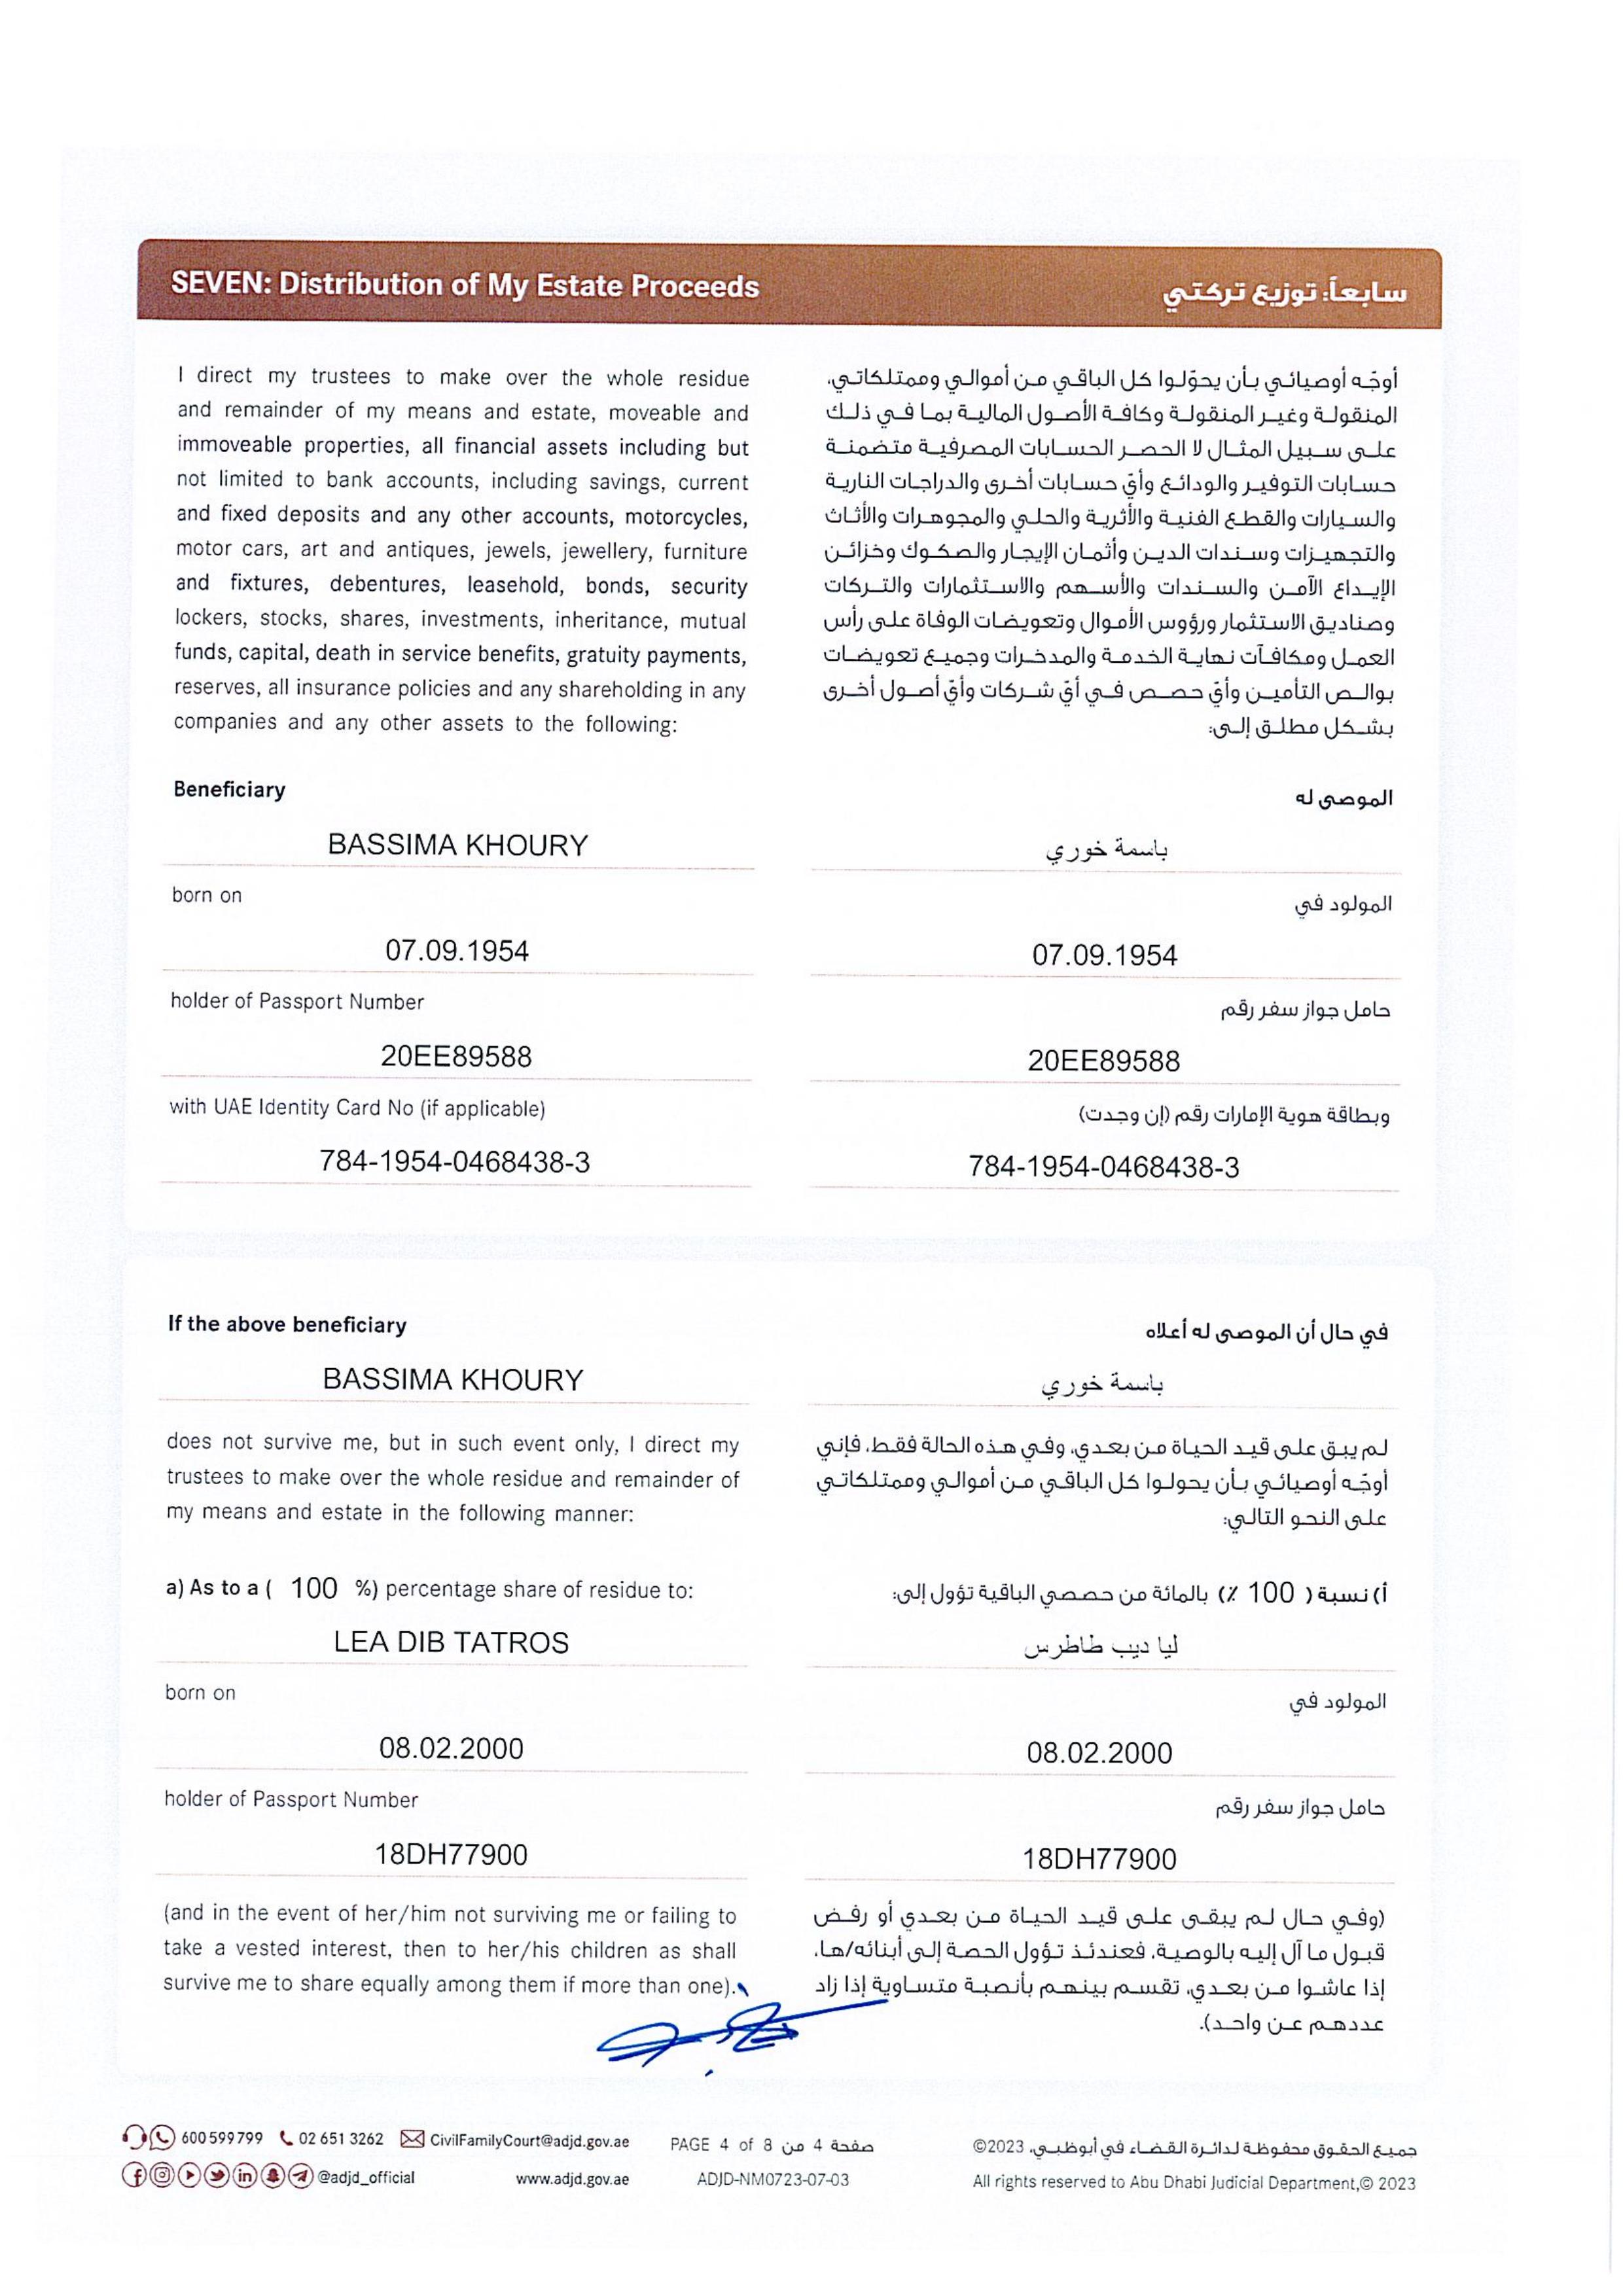 SEVEN: Distribution of My Estate Proceeds
سابعاً: توزيع تركتي
I direct my trustees to make over the whole residue
and remainder of my means and estate, moveable and
immoveable properties, all financial assets including but
not limited to bank accounts, including savings, current
and fixed deposits and any other accounts, motorcycles,
motor cars, art and antiques, jewels, jewellery, furniture
and fixtures, debentures, leasehold, bonds, security
lockers, stocks, shares, investments, inheritance, mutual
funds, capital, death in service benefits, gratuity payments,
reserves, all insurance policies and any shareholding in any
companies and any other assets to the following:
أوجّه أوصيائي بأن يحوّلوا كل الباقي من أموالي وممتلكاتي،
المنقولة وغير المنقولة وكافة الأصول المالية بما في ذلك
على سبيل المثال لا الحصر الحسابات المصرفية متضمنة
حسابات التوفير والودائع وأيّ حسابات أخرى والدراجات النارية
والسيارات والقطع الفنية والأثرية والحلي والمجوهرات والأثاث
والتجهيزات وسندات الدين وأثمان الإيجار والصكوك وخزائن
الإيداع الآمن والسندات والأسهم والاستثمارات والتركات
وصناديق الاستثمار ورؤوس الأموال وتعويضات الوفاة على رأس
العمل ومكافآت نهاية الخدمة والمدخرات وجميع تعويضات
بوالص التأمين وأيّ حصص في أيّ شركات وأيّ أصول أخرى
بشكل مطلق إلى:
Beneficiary
الموصى له
BASSIMA KHOURY
باسمة خوري
born on
المولود في
07.09.1954
07.09.1954
holder of Passport Number
حامل جواز سفر رقم
20EE89588
20EE89588
with UAE Identity Card No (if applicable)
وبطاقة هوية الإمارات رقم (إن وجدت)
784-1954-0468438-3
784-1954-0468438-3
If the above beneficiary
في حال أن الموصى له أعلاه
BASSIMA KHOURY
باسمة خوري
does not survive me, but in such event only, I direct my
trustees to make over the whole residue and remainder of
my means and estate in the following manner:
لم يبق على قيد الحياة من بعدي، وفي هذه الحالة فقط، فإني
أوجّه أوصيائي بأن يحولوا كل الباقي من أموالي وممتلكاتي
على النحو التالي:
a) As to a ( 100 %) percentage share of residue to:
أ) نسبة ( 100 ٪) بالمائة من حصصي الباقية تؤول إلى:
LEA DIB TATROS
ليا ديب طاطرس
born on
المولود في
08.02.2000
08.02.2000
holder of Passport Number
حامل جواز سفر رقم
18DH77900
18DH77900
(and in the event of her/him not surviving me or failing to
take a vested interest, then to her/his children as shall
survive me to share equally among them if more than one).
(وفي حال لم يبقى على قيد الحياة من بعدي أو رفض
قبول ما آل إليه بالوصية، فعندئذ تؤول الحصة إلى أبنائه/ها،
إذا عاشوا من بعدي، تقسم بينهم بأنصبة متساوية إذا زاد
عددهم عن واحد).
600599799 02 651 3262 CivilFamilyCourt@adjd.gov.ae
PAGE 4 of 8 صفحة 4 من
جميع الحقوق محفوظة لدائرة القضاء في أبوظبي، 2023©
@adjd_official www.adjd.gov.ae
ADJD-NM0723-07-03
All rights reserved to Abu Dhabi Judicial Department,© 2023